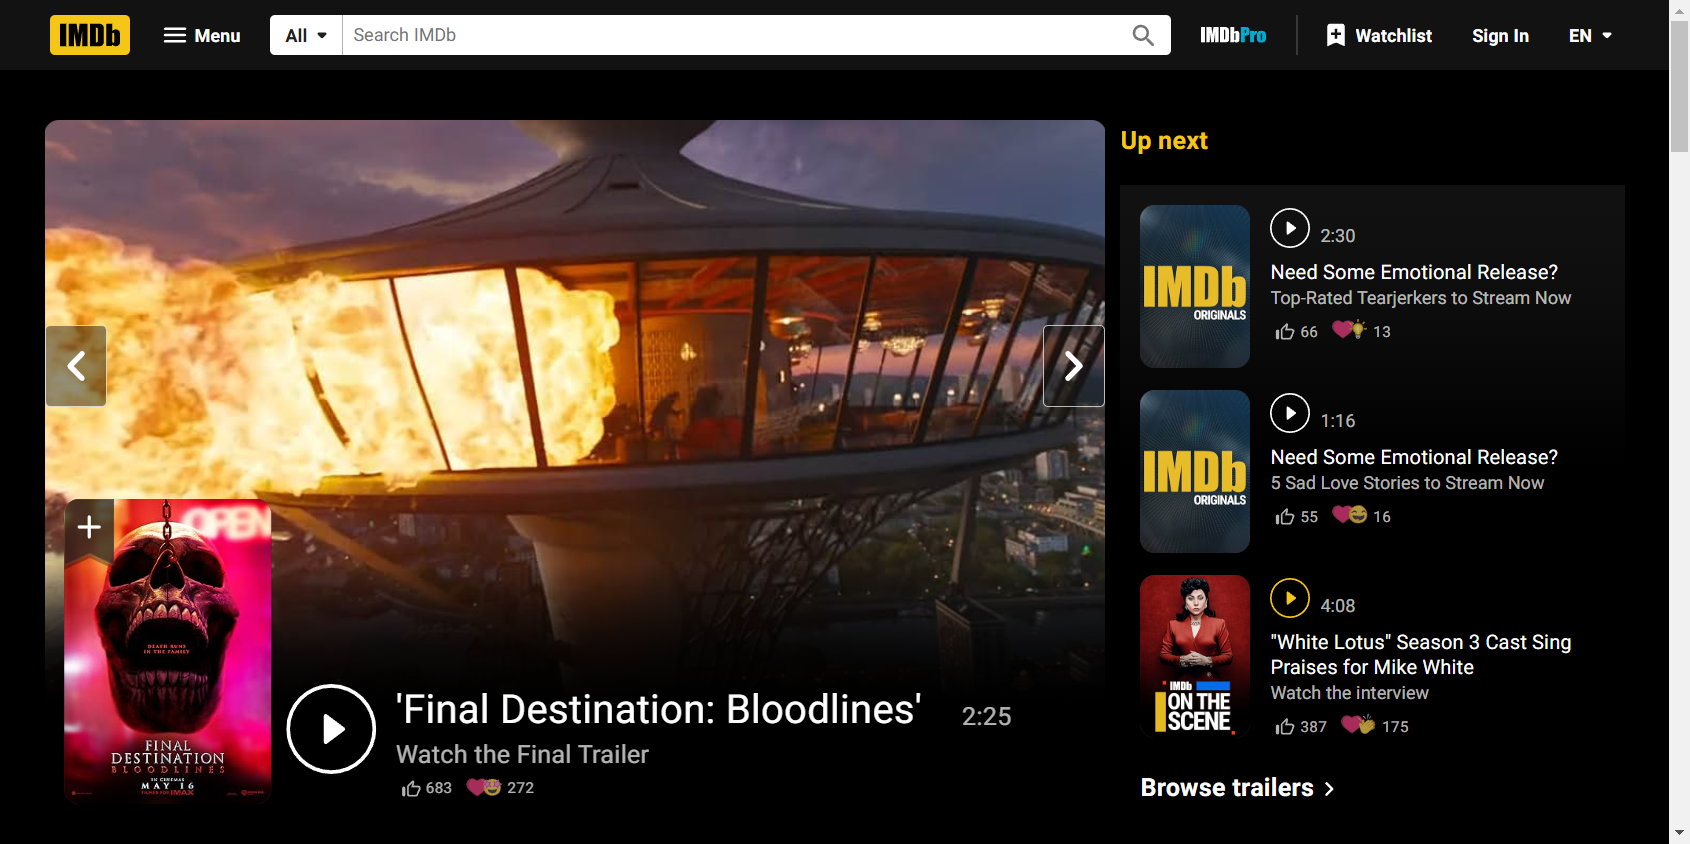 IMDb
Menu
All
Search IMDb
IMDbPro
Watchlist
Sign In
EN
Up next
IMDb
ORIGINALS
2:30
Need Some Emotional Release?
Top-Rated Tearjerkers to Stream Now
66
13
IMDb
ORIGINALS
1:16
Need Some Emotional Release?
5 Sad Love Stories to Stream Now
55
16
IMDb
ON THE
SCENE
4:08
"White Lotus" Season 3 Cast Sing
Praises for Mike White
Watch the interview
387
175
Browse trailers
OPEN
DEATH RUNS
IN THE FAMILY
FINAL
DESTINATION
BLOODLINES
IN CINEMAS
MAY 16
FILMED FOR IMAX
'Final Destination: Bloodlines'
2:25
Watch the Final Trailer
683
272